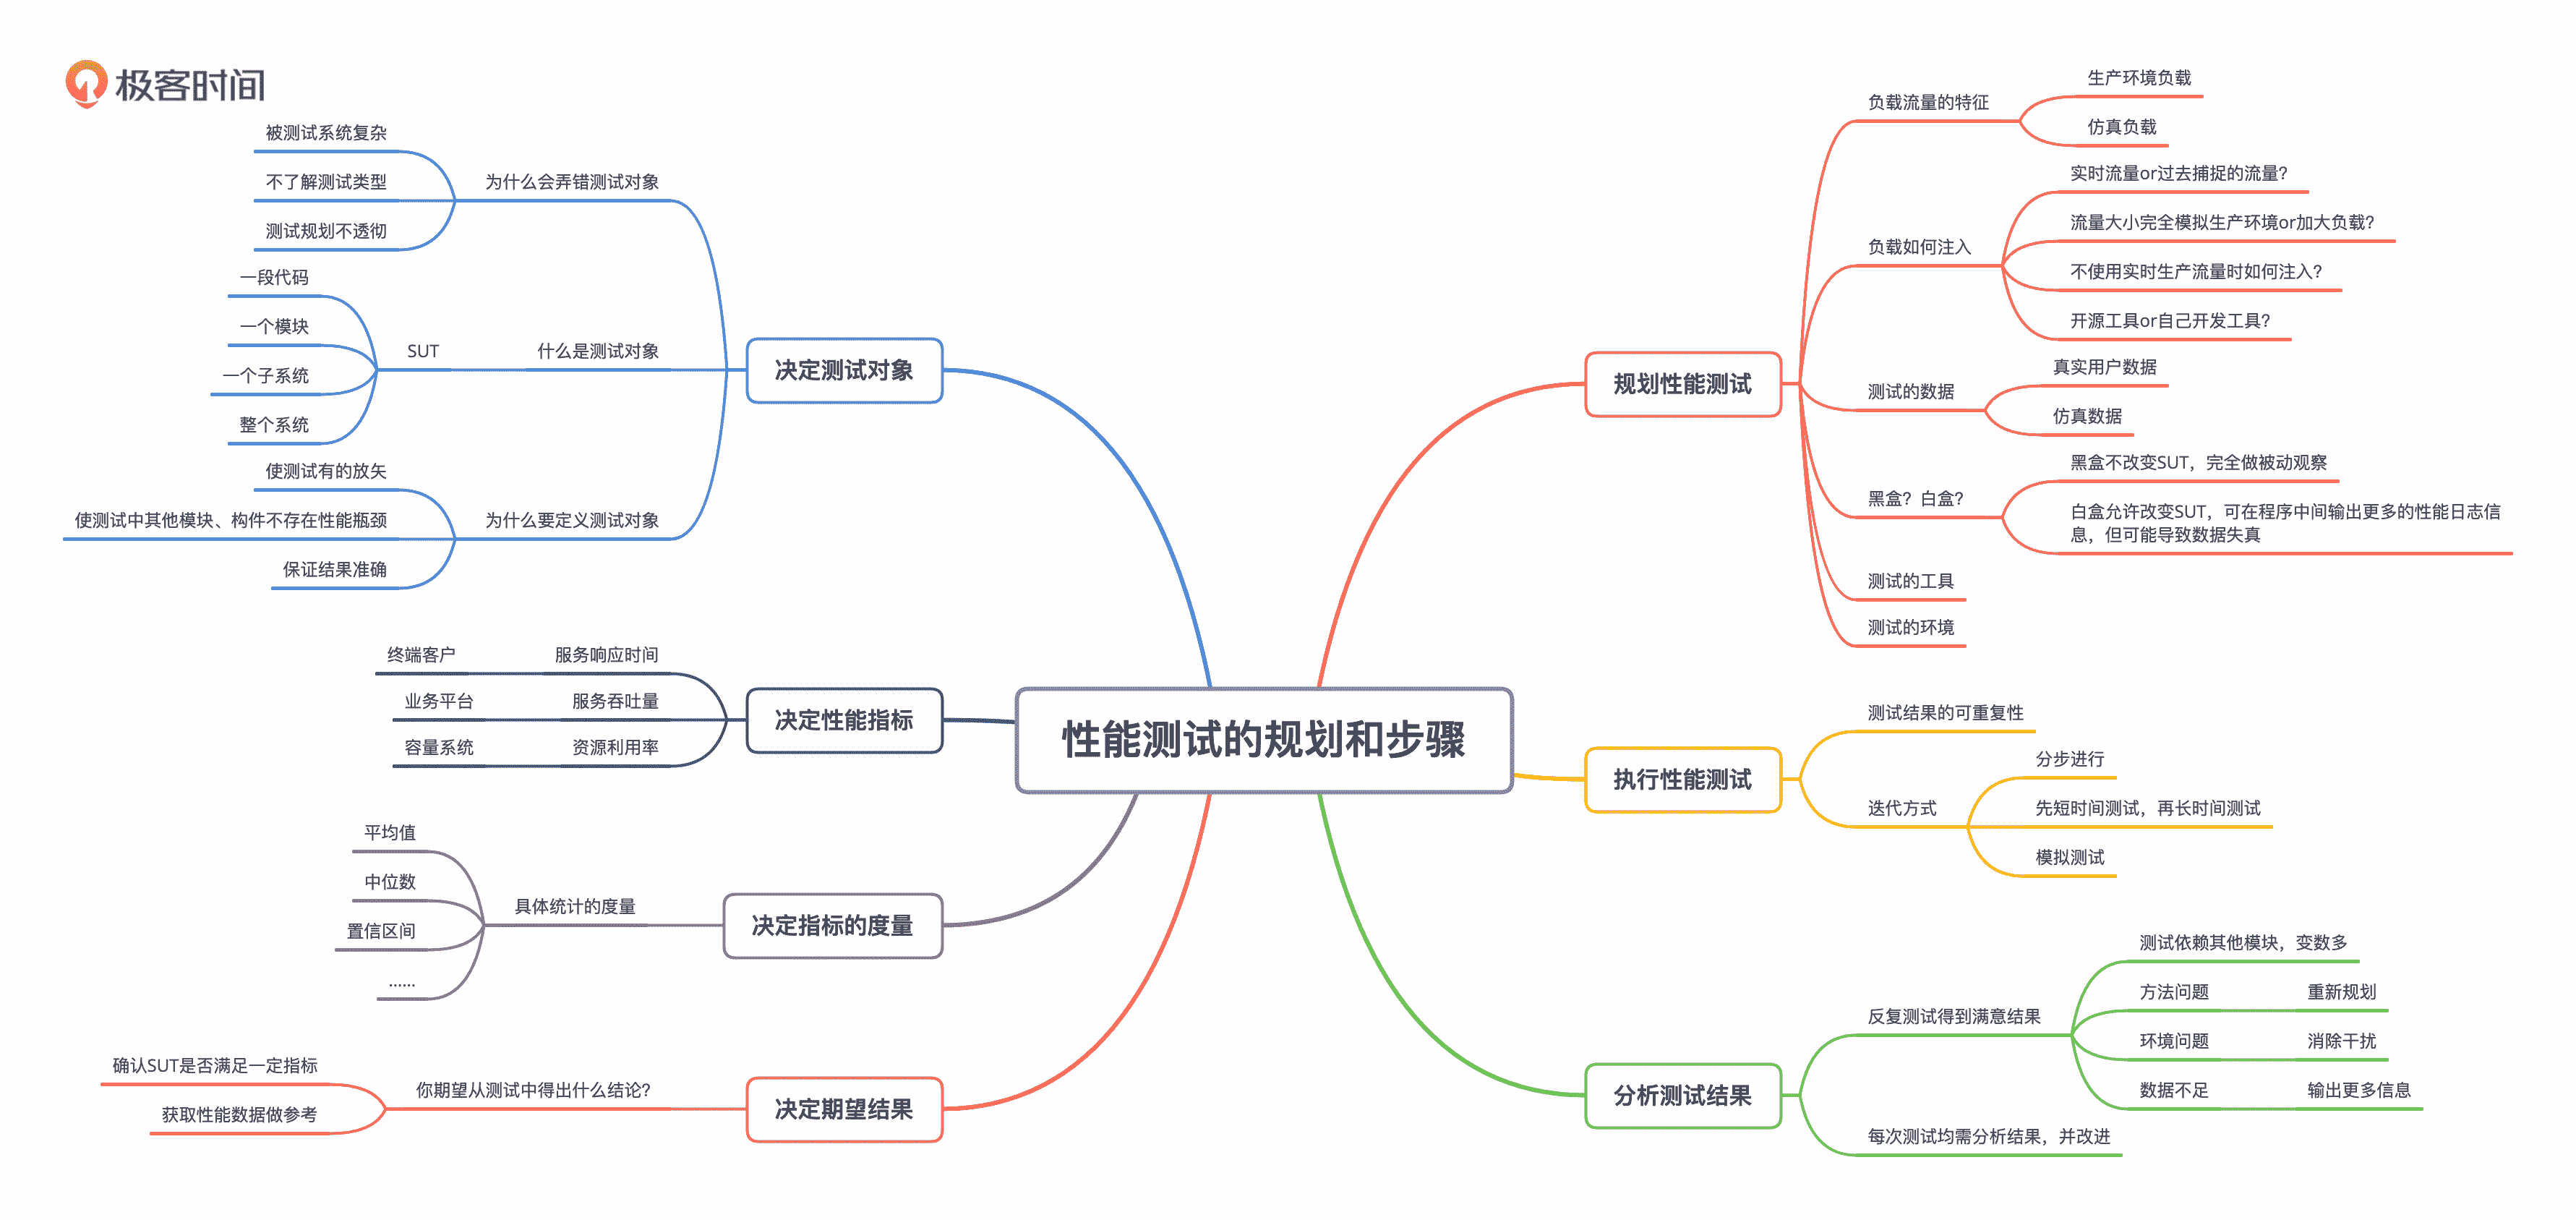 极客时间
性能测试的规划和步骤
决定测试对象
为什么会弄错测试对象
被测试系统复杂
不了解测试类型
测试规划不透彻
什么是测试对象
SUT
一段代码
一个模块
一个子系统
整个系统
为什么要定义测试对象
使测试有的放矢
使测试中其他模块、构件不存在性能瓶颈
保证结果准确
决定性能指标
服务响应时间
终端客户
服务吞吐量
业务平台
资源利用率
容量系统
决定指标的度量
具体统计的度量
平均值
中位数
置信区间
......
决定期望结果
你期望从测试中得出什么结论?
确认SUT是否满足一定指标
获取性能数据做参考
规划性能测试
负载流量的特征
生产环境负载
仿真负载
负载如何注入
实时流量or过去捕捉的流量?
流量大小完全模拟生产环境or加大负载?
不使用实时生产流量时如何注入?
开源工具or自己开发工具?
测试的数据
真实用户数据
仿真数据
黑盒? 白盒?
黑盒不改变SUT，完全做被动观察
白盒允许改变SUT，可在程序中间输出更多的性能日志信
息，但可能导致数据失真
测试的工具
测试的环境
执行性能测试
测试结果的可重复性
迭代方式
分步进行
先短时间测试，再长时间测试
模拟测试
分析测试结果
反复测试得到满意结果
测试依赖其他模块，变数多
方法问题
重新规划
环境问题
消除干扰
数据不足
输出更多信息
每次测试均需分析结果，并改进